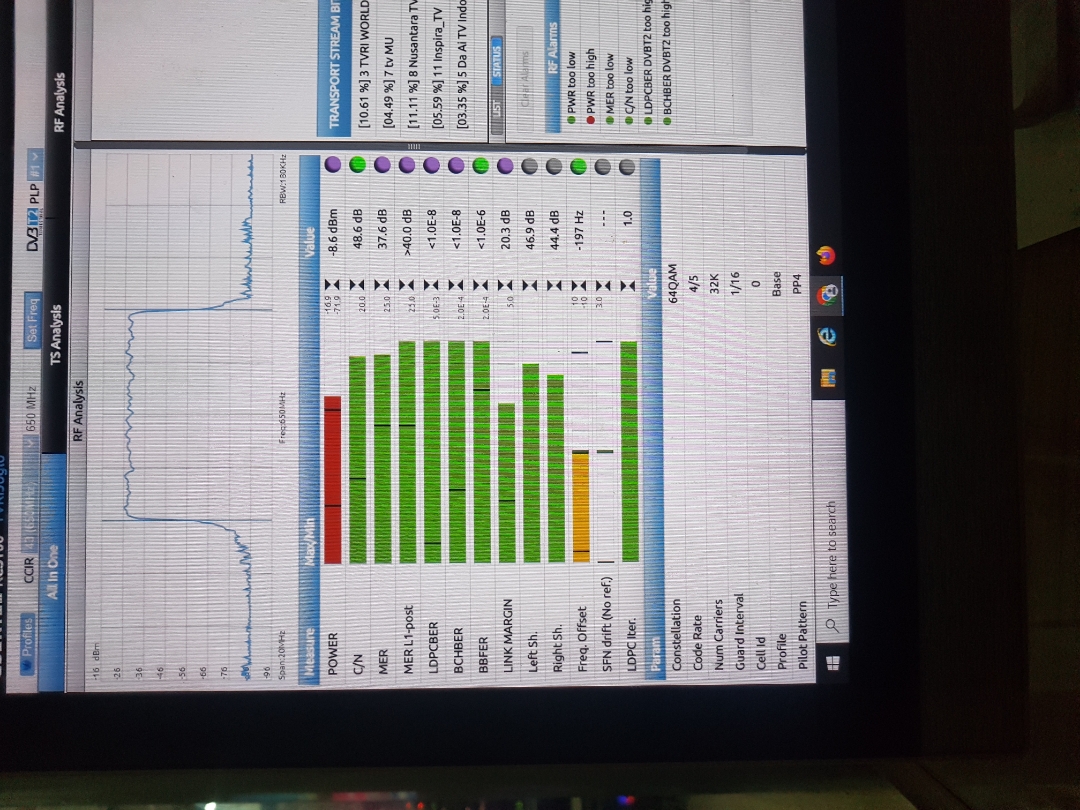 Profiles CCIR 43 (650MHz) 650 MHz Set Freq DVB T2 PLP #1
All In One TS Analysis RF Analysis
RF Analysis
-16 dBm
-26
-36
-46
-56
-66
-76
-96
Span:20MHz Freq:650MHz RBW:180KHz
Measure Max/Min Value
POWER -16.9 -71.9 -8.6 dBm
C/N 20.0 48.6 dB
MER 25.0 37.6 dB
MER L1-post 25.0 >40.0 dB
LDPCBER 5.0E-3 <1.0E-8
BCHBER 2.0E-4 <1.0E-8
BBFER 2.0E-4 <1.0E-6
LINK MARGIN 5.0 20.3 dB
Left Sh. 46.9 dB
Right Sh. 44.4 dB
Freq. Offset 10 -10 -197 Hz
SFN drift (No ref.) 3.0 ---
LDPC Iter. 1.0
Param Value
Constellation 64QAM
Code Rate 4/5
Num Carriers 32K
Guard Interval 1/16
Cell Id 0
Profile Base
Pilot Pattern PP4
TRANSPORT STREAM BI
[10.61 %] 3 TVRI WORLD
[04.49 %] 7 tv MU
[11.11 %] 8 Nusantara TV
[05.59 %] 11 Inspira_TV
[03.35 %] 5 Da Ai TV Indo
LIST STATUS
Clear Alarms
RF Alarms
PWR too low
PWR too high
MER too low
C/N too low
LDPCBER DVBT2 too hig
BCHBER DVBT2 too high
Type here to search